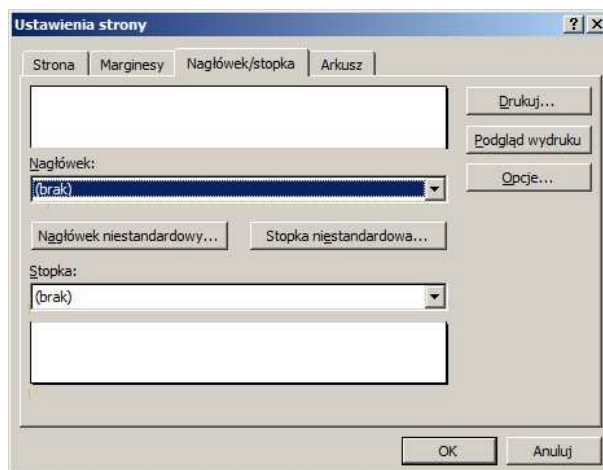 Ustawienia strony
Strona Marginesy Nagłówek/stopka Arkusz
Drukuj...
Podgląd wydruku
Nagłówek:
(brak)
Opcje...
Nagłówek niestandardowy... Stopka niestandardowa...
Stopka:
(brak)
OK Anuluj